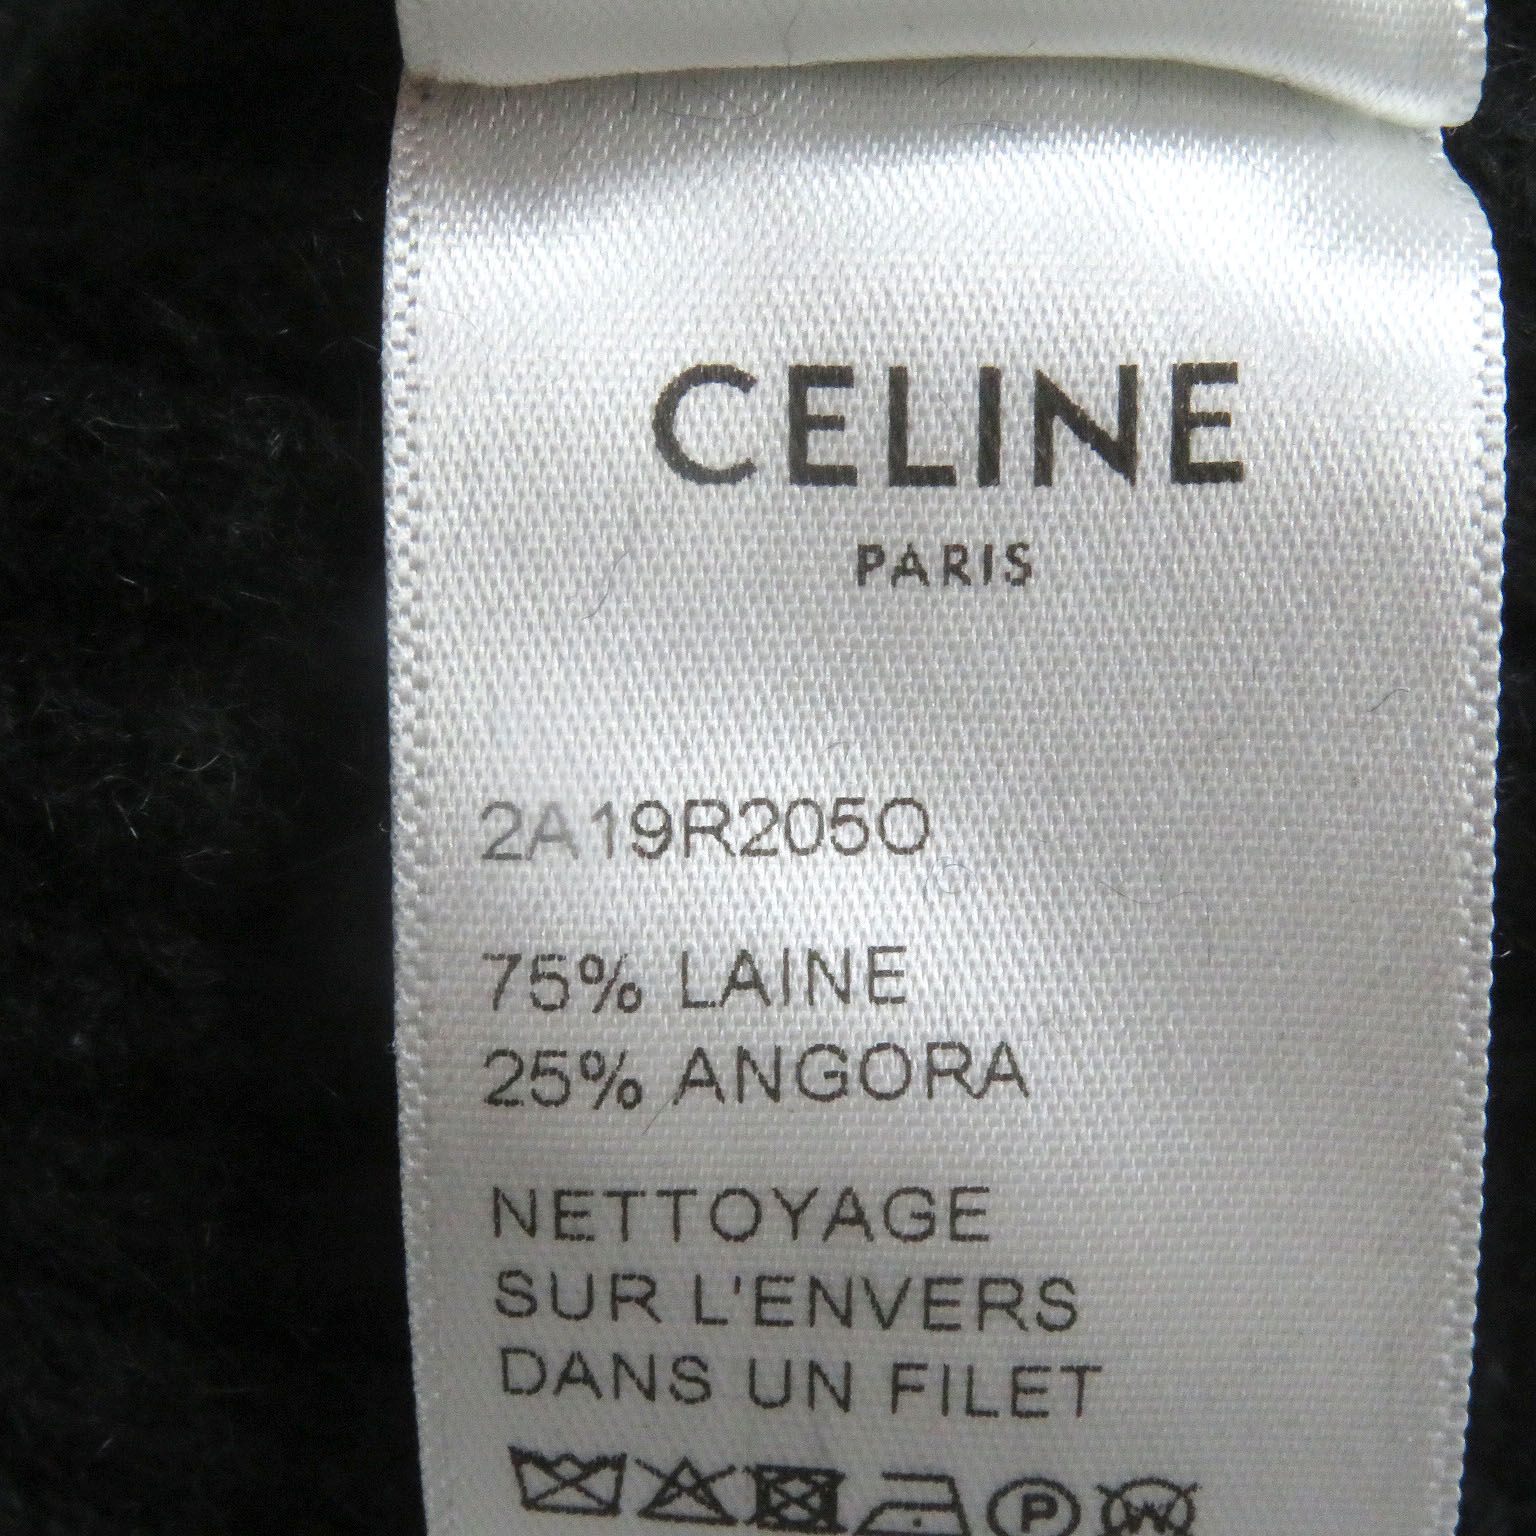 CELINE
PARIS
2A19R205O
75% LAINE
25% ANGORA
NETTOYAGE
SUR L'ENVERS
DANS UN FILET
P W